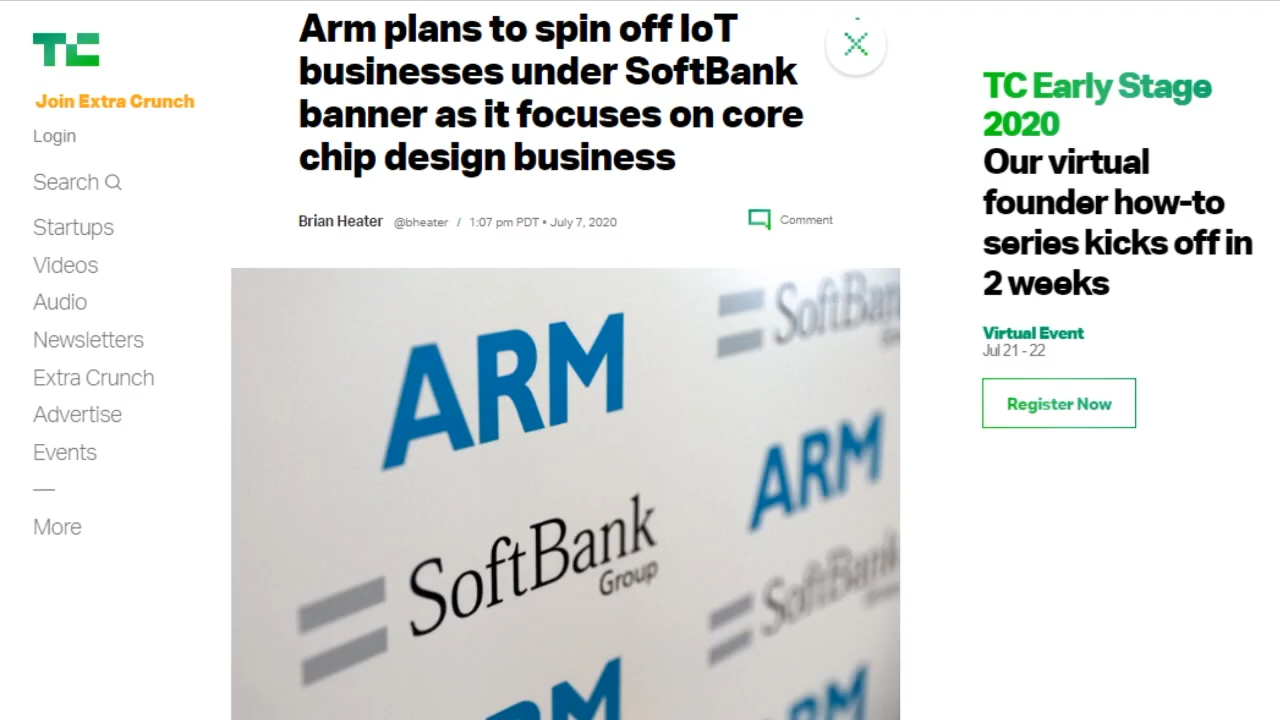 TC
Join Extra Crunch
Login
Search
Startups
Videos
Audio
Newsletters
Extra Crunch
Advertise
Events
—
More
Arm plans to spin off IoT
businesses under SoftBank
banner as it focuses on core
chip design business
Brian Heater @bheater / 1:07 pm PDT • July 7, 2020
Comment
ARM
SoftBank
Group
SoftBank
ARM
SoftBank
ARM
ARM
TC Early Stage
2020
Our virtual
founder how-to
series kicks off in
2 weeks
Virtual Event
Jul 21 - 22
Register Now